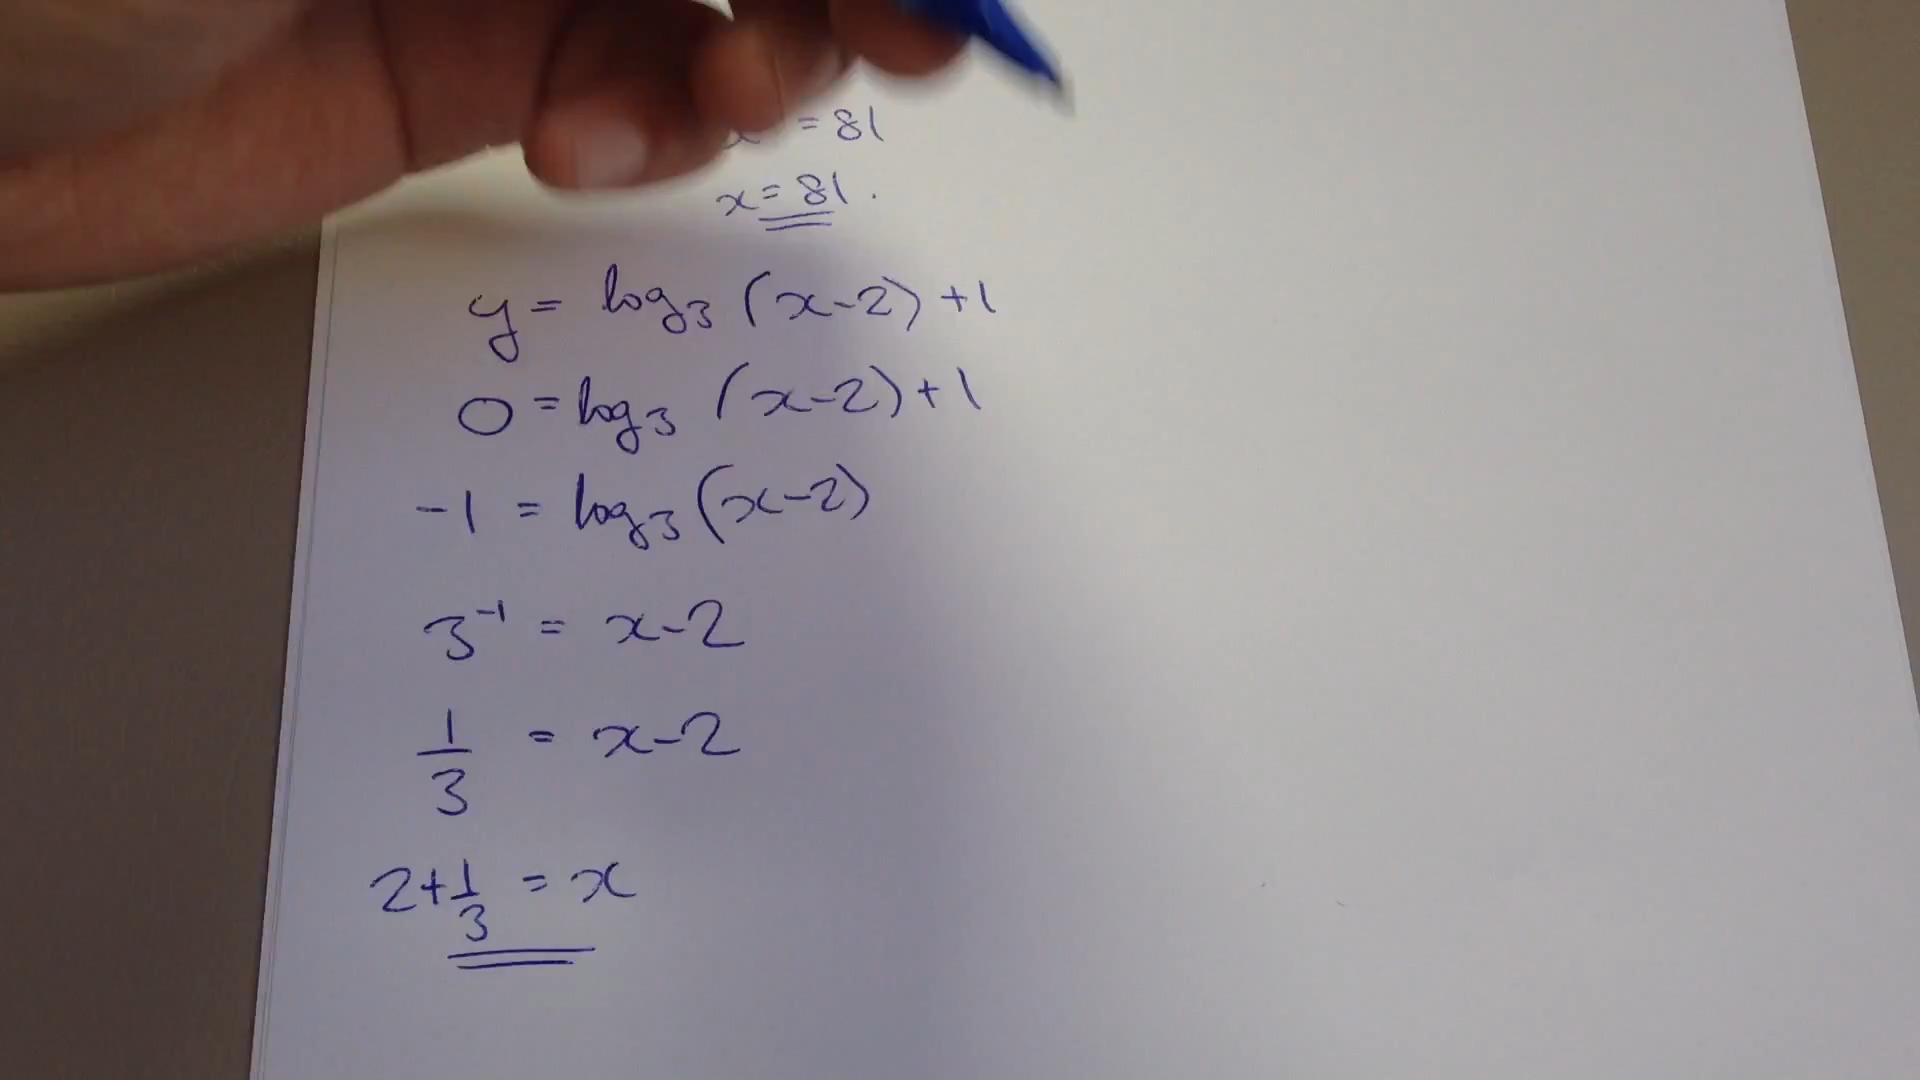 = 81
x = 81.
y = log₃ (x-2) +1
0 = log₃ (x-2) +1
-1 = log₃ (x-2)
3⁻¹ = x-2
1/3 = x-2
2+1/3 = x